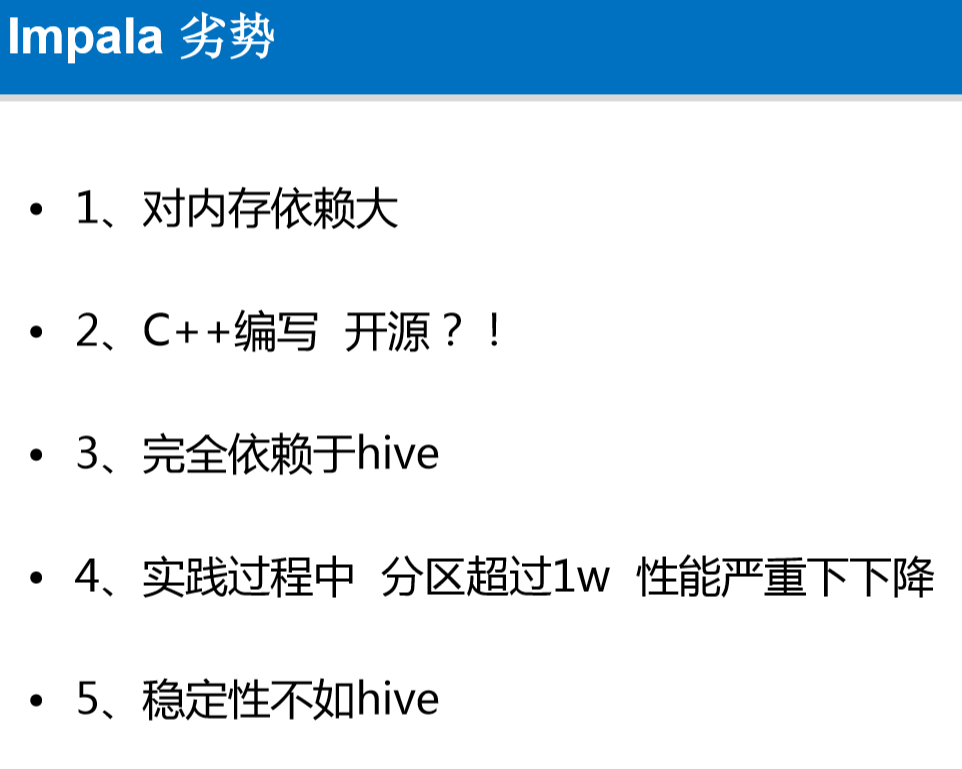 Impala 劣势
• 1、对内存依赖大
• 2、C++编写 开源？！
• 3、完全依赖于hive
• 4、实践过程中 分区超过1w 性能严重下下降
• 5、稳定性不如hive